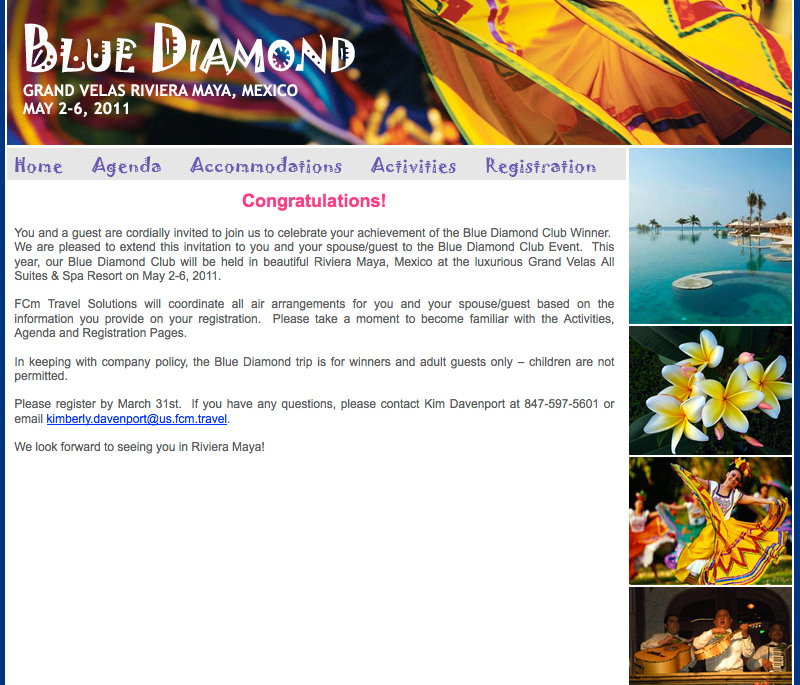 BLUE DIAMOND
GRAND VELAS RIVIERA MAYA, MEXICO
MAY 2-6, 2011
Home Agenda Accommodations Activities Registration
Congratulations!
You and a guest are cordially invited to join us to celebrate your achievement of the Blue Diamond Club Winner.
We are pleased to extend this invitation to you and your spouse/guest to the Blue Diamond Club Event. This
year, our Blue Diamond Club will be held in beautiful Riviera Maya, Mexico at the luxurious Grand Velas All
Suites & Spa Resort on May 2-6, 2011.
FCm Travel Solutions will coordinate all air arrangements for you and your spouse/guest based on the
information you provide on your registration. Please take a moment to become familiar with the Activities,
Agenda and Registration Pages.
In keeping with company policy, the Blue Diamond trip is for winners and adult guests only – children are not
permitted.
Please register by March 31st. If you have any questions, please contact Kim Davenport at 847-597-5601 or
email kimberly.davenport@us.fcm.travel.
We look forward to seeing you in Riviera Maya!